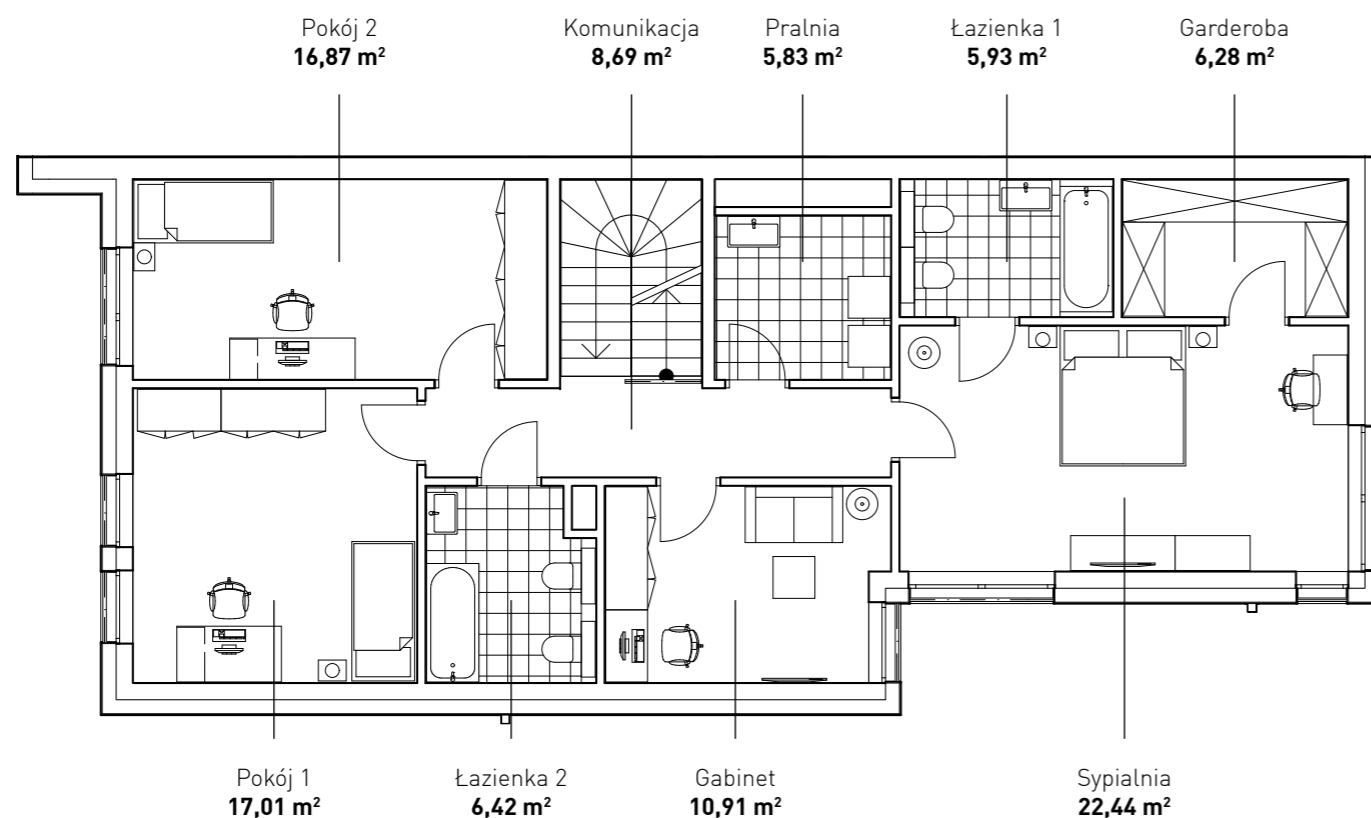 Pokój 2
16,87 m²
Komunikacja
8,69 m²
Pralnia
5,83 m²
Łazienka 1
5,93 m²
Garderoba
6,28 m²
Pokój 1
17,01 m²
Łazienka 2
6,42 m²
Gabinet
10,91 m²
Sypialnia
22,44 m²